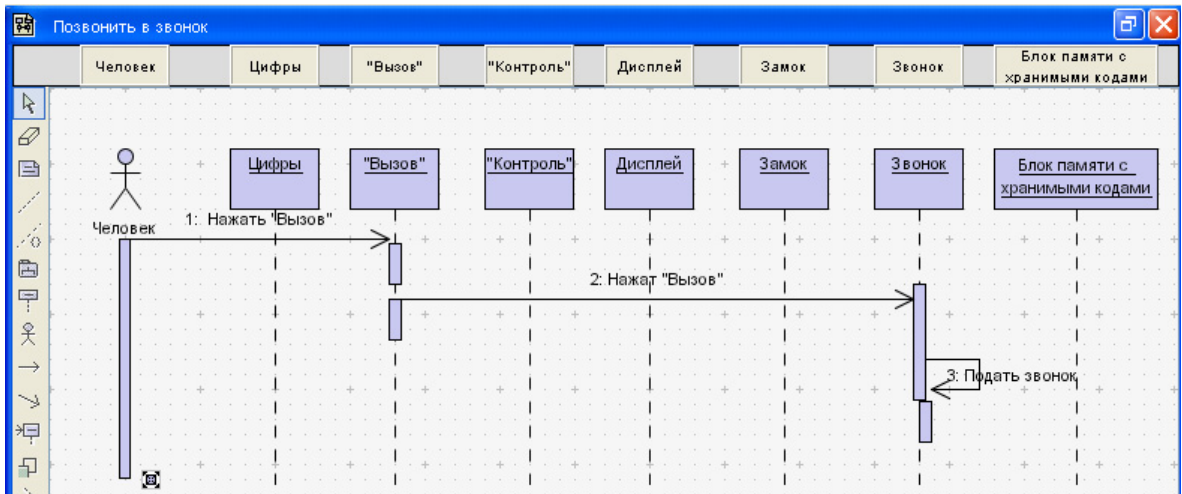 Позвонить в звонок
Человек
Цифры
"Вызов"
"Контроль"
Дисплей
Замок
Звонок
Блок памяти с
хранимыми кодами
Цифры
"Вызов"
"Контроль"
Дисплей
Замок
Звонок
Блок памяти с
хранимыми кодами
Человек
1: Нажать "Вызов"
2: Нажат "Вызов"
3: Подать звонок